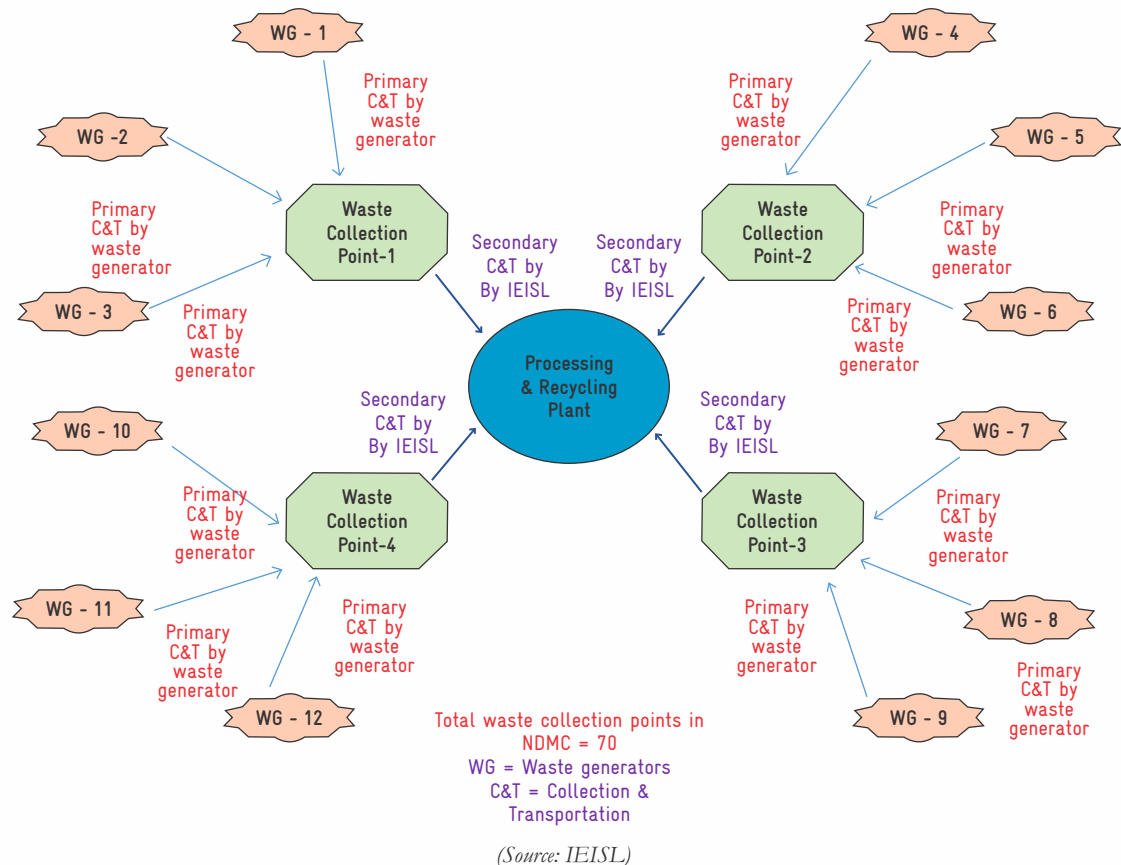 WG - 1
WG - 4
Primary
C&T by
waste
generator
Primary
C&T by
waste
generator
WG -2
WG - 5
Waste
Collection
Point-1
Waste
Collection
Point-2
Primary
C&T by
waste
generator
Primary
C&T by
waste
generator
Secondary
C&T by
By IEISL
Secondary
C&T by
By IEISL
WG - 3
WG - 6
Primary
C&T by
waste
generator
Primary
C&T by
waste
generator
Processing
& Recycling
Plant
Secondary
C&T by
By IEISL
Secondary
C&T by
By IEISL
WG - 10
WG - 7
Primary
C&T by
waste
generator
Waste
Collection
Point-4
Waste
Collection
Point-3
Primary
C&T by
waste
generator
WG - 11
WG - 8
Primary
C&T by
waste
generator
Primary
C&T by
waste
generator
Primary
C&T by
waste
generator
Primary
C&T by
waste
generator
WG - 12
WG - 9
Total waste collection points in
NDMC = 70
WG = Waste generators
C&T = Collection &
Transportation
(Source: IEISL)